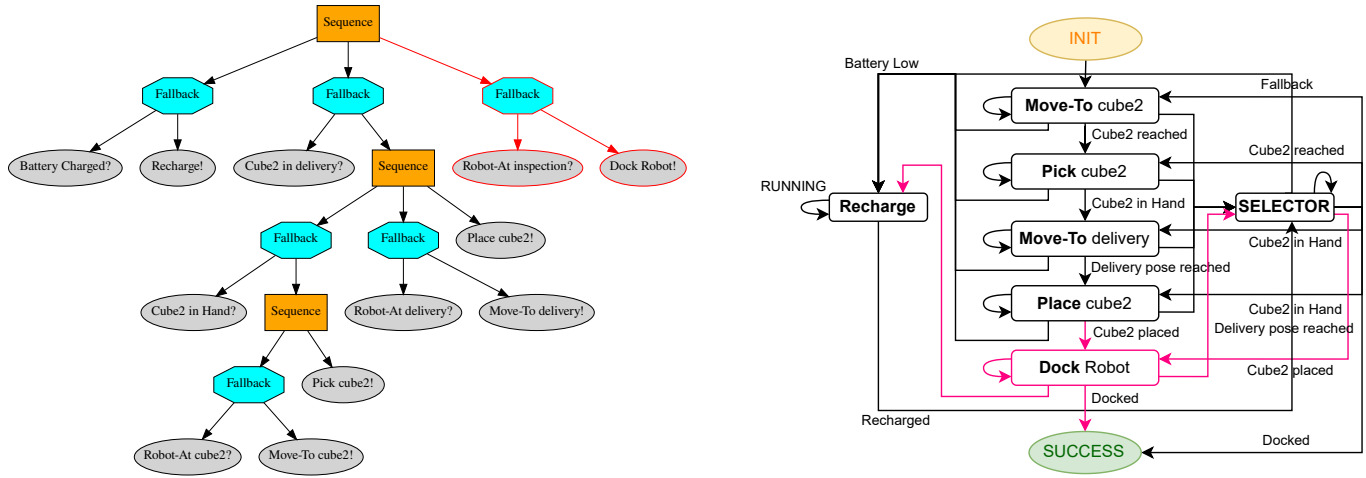 Sequence
Fallback
Fallback
Fallback
Battery Charged?
Recharge!
Cube2 in delivery?
Sequence
Robot-At inspection?
Dock Robot!
Fallback
Fallback
Place cube2!
Cube2 in Hand?
Sequence
Robot-At delivery?
Move-To delivery!
Fallback
Pick cube2!
Robot-At cube2?
Move-To cube2!
INIT
Battery Low
Fallback
Move-To cube2
Cube2 reached
Cube2 reached
Pick cube2
RUNNING
Recharge
Cube2 in Hand
SELECTOR
Move-To delivery
Cube2 in Hand
Delivery pose reached
Place cube2
Cube2 in Hand
Delivery pose reached
Cube2 placed
Dock Robot
Cube2 placed
Docked
Recharged
Docked
SUCCESS